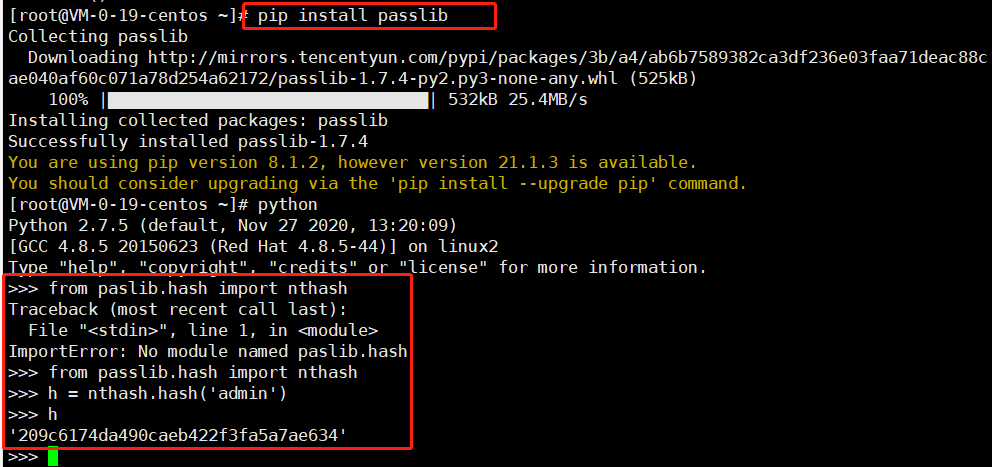 [root@VM-0-19-centos ~]# pip install passlib
Collecting passlib
  Downloading http://mirrors.tencentyun.com/pypi/packages/3b/a4/ab6b7589382ca3df236e03faa71deac88c
ae040af60c071a78d254a62172/passlib-1.7.4-py2.py3-none-any.whl (525kB)
    100% |████████████████████████████████| 532kB 25.4MB/s
Installing collected packages: passlib
Successfully installed passlib-1.7.4
You are using pip version 8.1.2, however version 21.1.3 is available.
You should consider upgrading via the 'pip install --upgrade pip' command.
[root@VM-0-19-centos ~]# python
Python 2.7.5 (default, Nov 27 2020, 13:20:09)
[GCC 4.8.5 20150623 (Red Hat 4.8.5-44)] on linux2
Type "help", "copyright", "credits" or "license" for more information.
>>> from paslib.hash import nthash
Traceback (most recent call last):
  File "<stdin>", line 1, in <module>
ImportError: No module named paslib.hash
>>> from passlib.hash import nthash
>>> h = nthash.hash('admin')
>>> h
'209c6174da490caeb422f3fa5a7ae634'
>>>